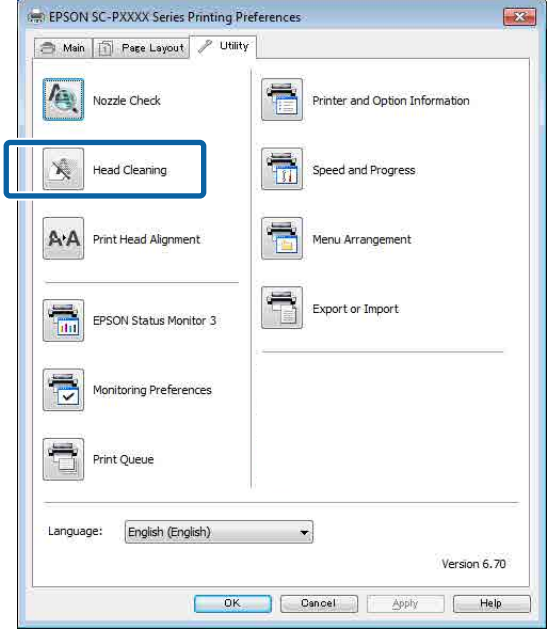 EPSON SC-PXXXX Series Printing Preferences
Main
Page Layout
Utility
Nozzle Check
Printer and Option Information
Head Cleaning
Speed and Progress
A A
Print Head Alignment
Menu Arrangement
EPSON Status Monitor 3
Export or Import
Monitoring Preferences
Print Queue
Language:
English (English)
Version 6.70
OK
Cancel
Apply
Help